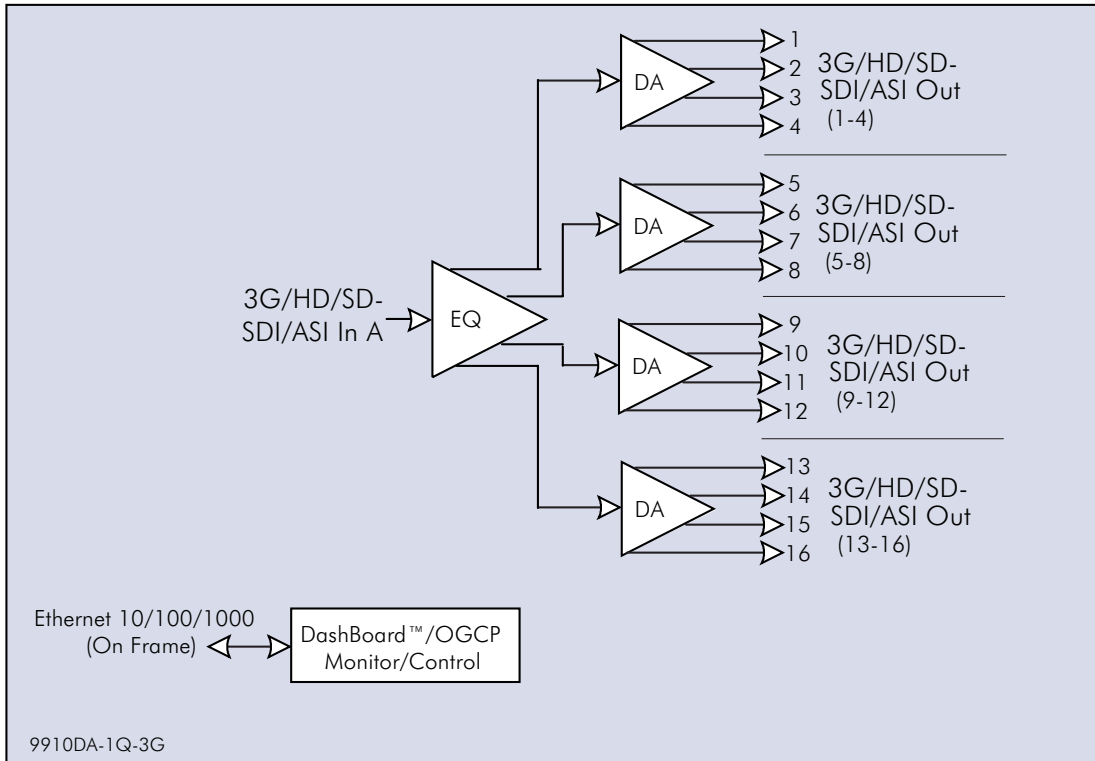 DA
1
2
3
4
3G/HD/SD-
SDI/ASI Out
(1-4)
DA
5
6
7
8
3G/HD/SD-
SDI/ASI Out
(5-8)
3G/HD/SD-
SDI/ASI In A
EQ
DA
9
10
11
12
3G/HD/SD-
SDI/ASI Out
(9-12)
DA
13
14
15
16
3G/HD/SD-
SDI/ASI Out
(13-16)
Ethernet 10/100/1000
(On Frame)
DashBoard™/OGCP
Monitor/Control
9910DA-1Q-3G